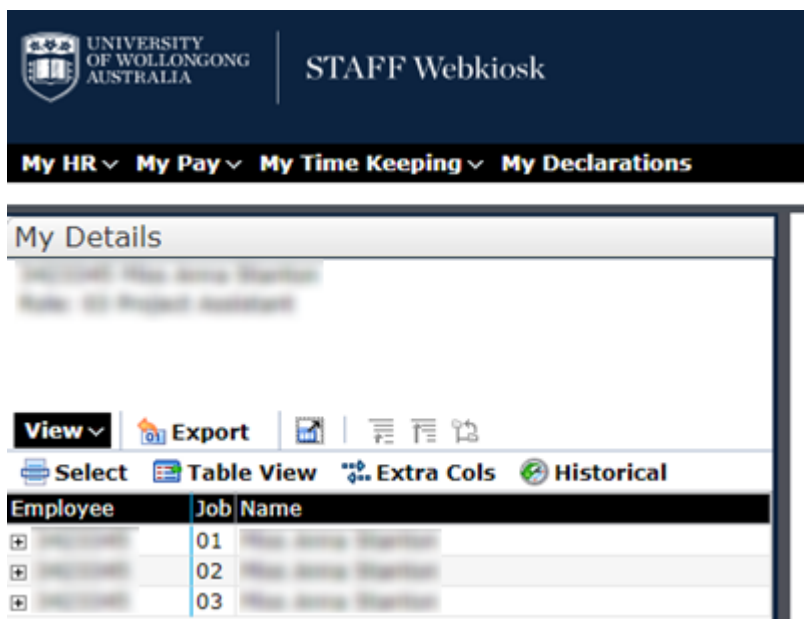 UNIVERSITY
OF WOLLONGONG
AUSTRALIA
STAFF Webkiosk
My HR My Pay My Time Keeping My Declarations
My Details
View Export
Select Table View Extra Cols Historical
Employee Job Name
01
02
03